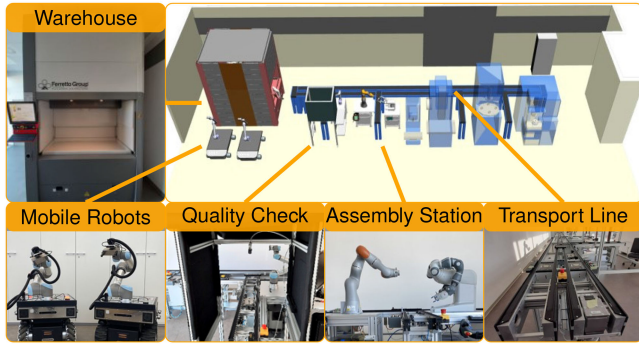 Warehouse
Ferretto Group
Mobile Robots
Quality Check
Assembly Station
Transport Line